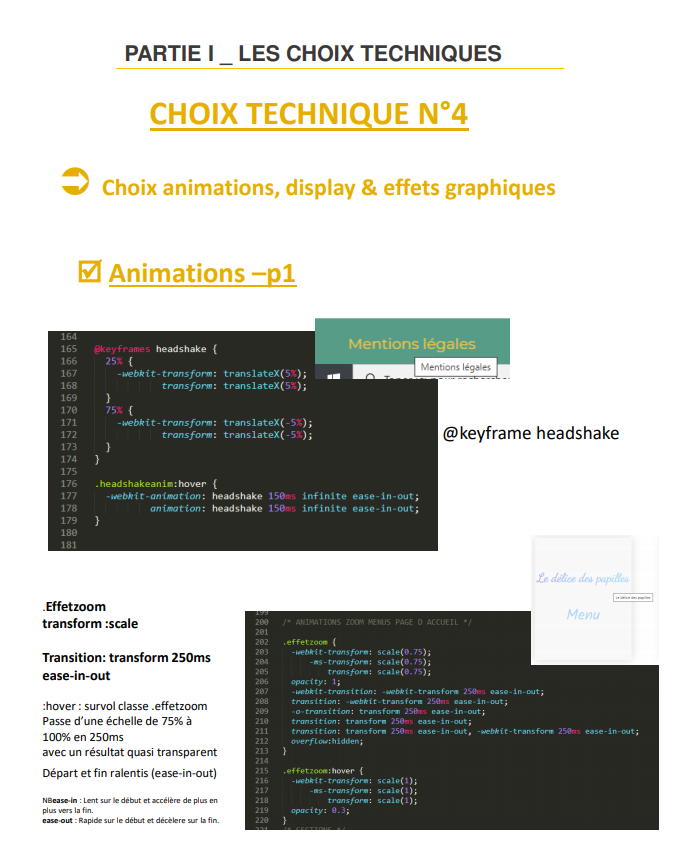 PARTIE I _ LES CHOIX TECHNIQUES
CHOIX TECHNIQUE N°4
Choix animations, display & effets graphiques
Animations –p1
Mentions légales
Mentions légales
164
165 @keyframes headshake {
166 25% {
167 -webkit-transform: translateX(5%);
168 transform: translateX(5%);
169 }
170 75% {
171 -webkit-transform: translateX(-5%);
172 transform: translateX(-5%);
173 }
174 }
175
176 .headshakeanim:hover {
177 -webkit-animation: headshake 150ms infinite ease-in-out;
178 animation: headshake 150ms infinite ease-in-out;
179 }
180
181
@keyframe headshake
Le délice des papilles
Le délice des papilles
Menu
.Effetzoom
transform :scale
Transition: transform 250ms
ease-in-out
:hover : survol classe .effetzoom
Passe d’une échelle de 75% à
100% en 250ms
avec un résultat quasi transparent
Départ et fin ralentis (ease-in-out)
NBease-in : Lent sur le début et accélère de plus en
plus vers la fin.
ease-out : Rapide sur le début et décélère sur la fin.
199
200 /* ANIMATIONS ZOOM MENUS PAGE D ACCUEIL */
201
202 .effetzoom {
203 -webkit-transform: scale(0.75);
204 -ms-transform: scale(0.75);
205 transform: scale(0.75);
206 opacity: 1;
207 -webkit-transition: -webkit-transform 250ms ease-in-out;
208 transition: -webkit-transform 250ms ease-in-out;
209 -o-transition: transform 250ms ease-in-out;
210 transition: transform 250ms ease-in-out;
211 transition: transform 250ms ease-in-out, -webkit-transform 250ms ease-in-out;
212 overflow:hidden;
213 }
214
215 .effetzoom:hover {
216 -webkit-transform: scale(1);
217 -ms-transform: scale(1);
218 transform: scale(1);
219 opacity: 0.3;
220 }
221 /* SECTIONS */